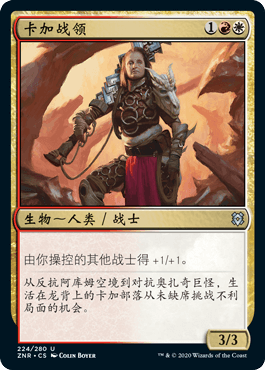 卡加战领 1
生物～人类 / 战士
由你操控的其他战士得 +1/+1。
从反抗阿库姆空境到对抗奥扎奇巨怪，生
活在龙背上的卡加部落从未缺席挑战不利
局面的机会。
3/3
224/280 U
ZNR • CS COLIN BOYER
™ & © 2020 Wizards of the Coast